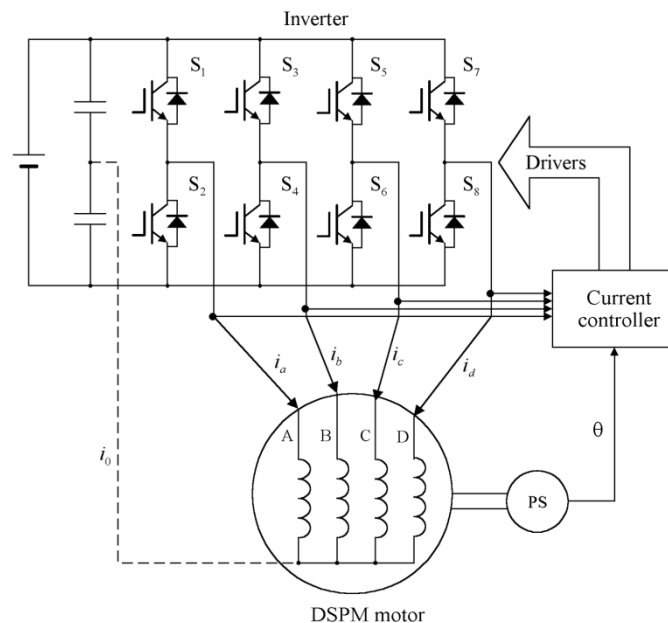 Inverter
S1
S3
S5
S7
S2
S4
S6
S8
Drivers
Current
controller
ia
ib
ic
id
i0
θ
A
B
C
D
PS
DSPM motor